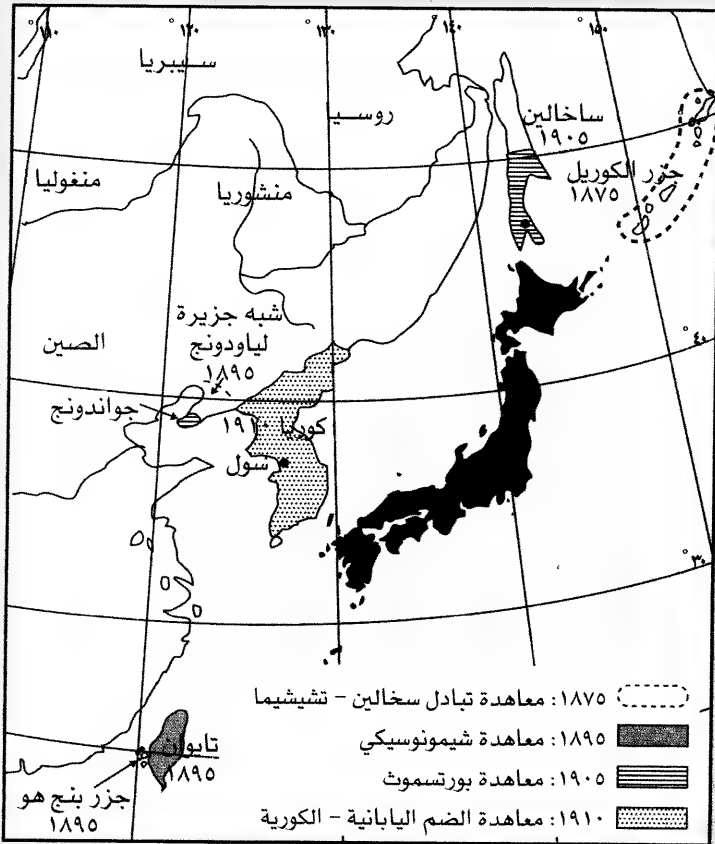 ١١٠°
١٢٠°
١٣٠°
١٤٠°
١٥٠°
سيبريا
روسيا
ساخالين
١٩٠٥
منغوليا
منشوريا
جزر الكوريل
١٨٧٥
شبه جزيرة
لياودونج
١٨٩٥
الصين
٤٠°
جواندونج
كوريا ١٩١٠
سول
٣٠°
تايوان
١٨٩٥
جزر بنج هو
١٨٩٥
١٨٧٥: معاهدة تبادل سخالين - تشيشيما
١٨٩٥: معاهدة شيمونوسيكي
١٩٠٥: معاهدة بورتسموث
١٩١٠: معاهدة الضم اليابانية - الكورية